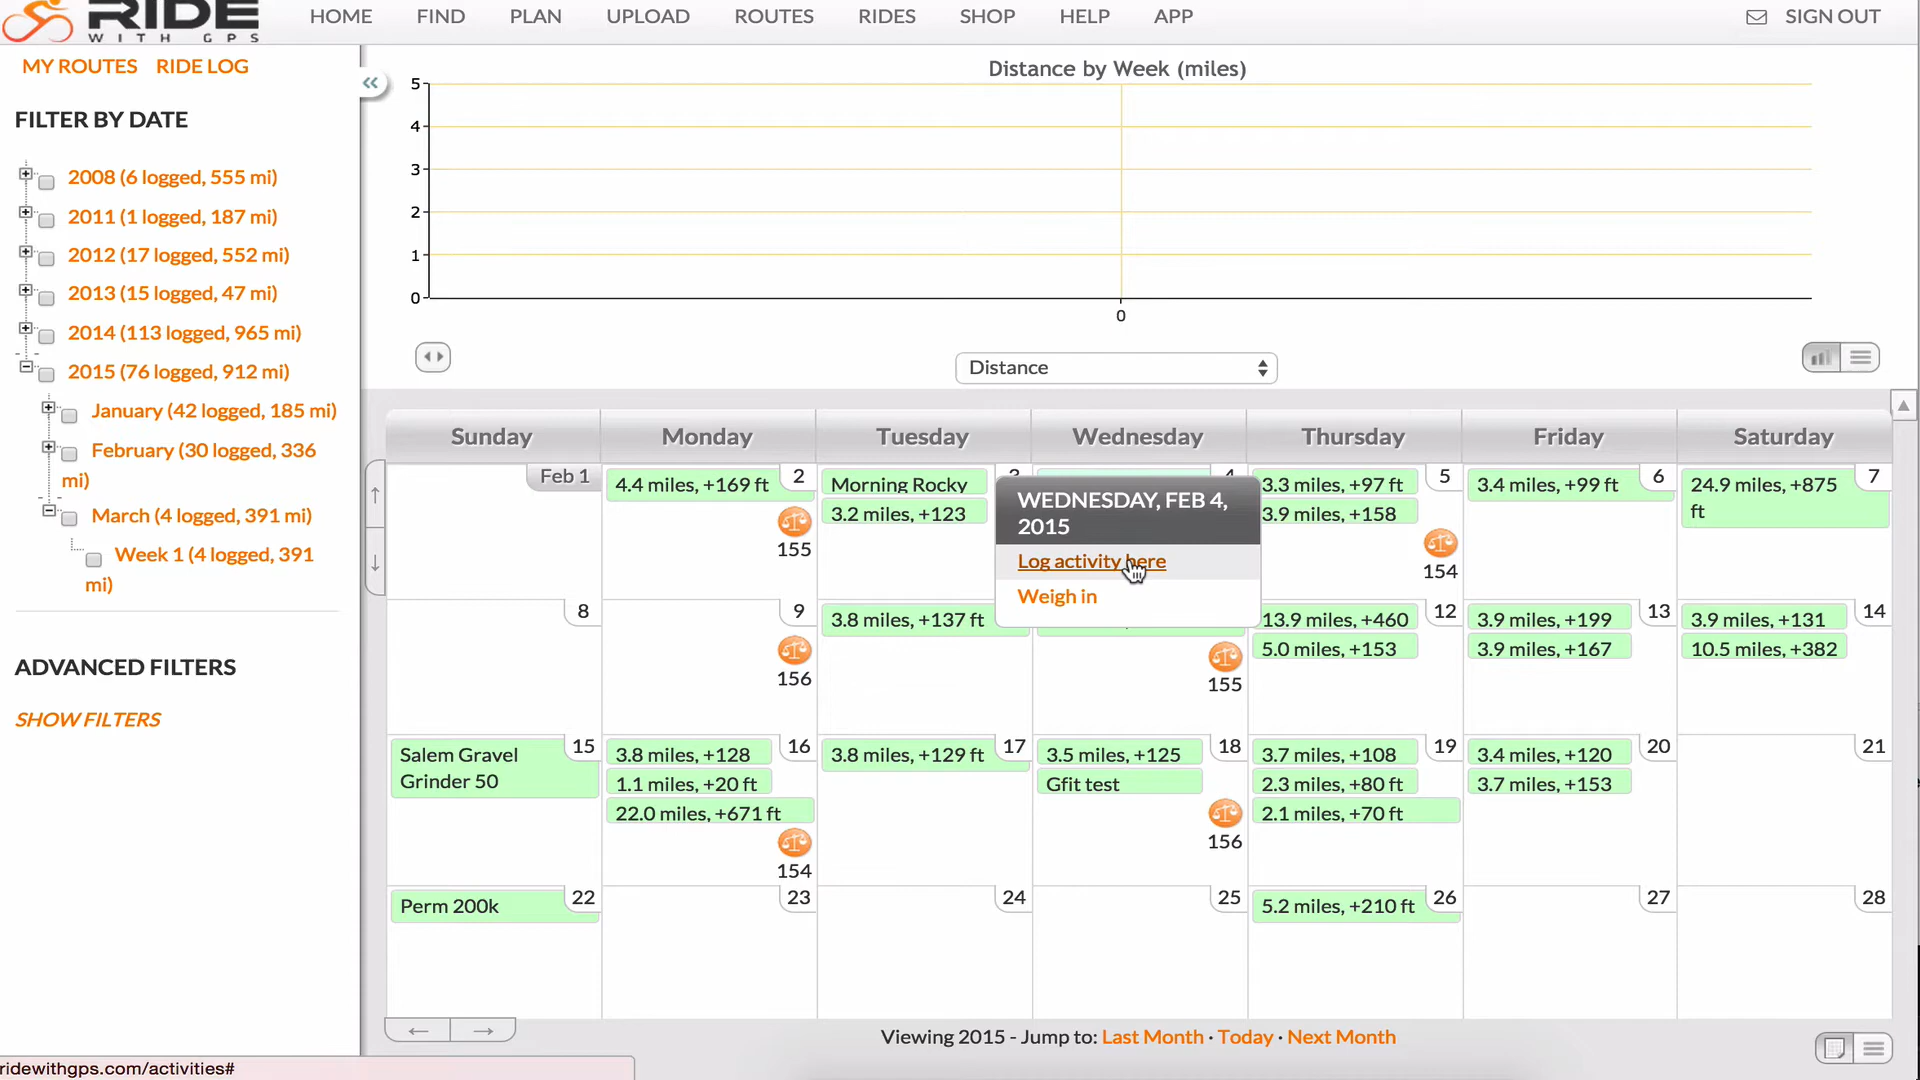 RIDE
WITH GPS
HOME FIND PLAN UPLOAD ROUTES RIDES SHOP HELP APP SIGN OUT
MY ROUTES RIDE LOG
FILTER BY DATE
2008 (6 logged, 555 mi)
2011 (1 logged, 187 mi)
2012 (17 logged, 552 mi)
2013 (15 logged, 47 mi)
2014 (113 logged, 965 mi)
2015 (76 logged, 912 mi)
January (42 logged, 185 mi)
February (30 logged, 336
mi)
March (4 logged, 391 mi)
Week 1 (4 logged, 391
mi)
ADVANCED FILTERS
SHOW FILTERS
Distance by Week (miles)
5
4
3
2
1
0
0
Distance
Sunday Monday Tuesday Wednesday Thursday Friday Saturday
Feb 1
4.4 miles, +169 ft 2
155
Morning Rocky 3
3.2 miles, +123
4
WEDNESDAY, FEB 4,
2015
Log activity here
Weigh in
3.3 miles, +97 ft 5
3.9 miles, +158
154
3.4 miles, +99 ft 6
24.9 miles, +875 7
ft
8
9
156
3.8 miles, +137 ft
155
13.9 miles, +460 12
5.0 miles, +153
3.9 miles, +199 13
3.9 miles, +167
3.9 miles, +131 14
10.5 miles, +382
Salem Gravel 15
Grinder 50
3.8 miles, +128 16
1.1 miles, +20 ft
22.0 miles, +671 ft
154
3.8 miles, +129 ft 17
3.5 miles, +125 18
Gfit test
156
3.7 miles, +108 19
2.3 miles, +80 ft
2.1 miles, +70 ft
3.4 miles, +120 20
3.7 miles, +153
21
Perm 200k 22
23
24
25
5.2 miles, +210 ft 26
27
28
Viewing 2015 - Jump to: Last Month · Today · Next Month
ridewithgps.com/activities#